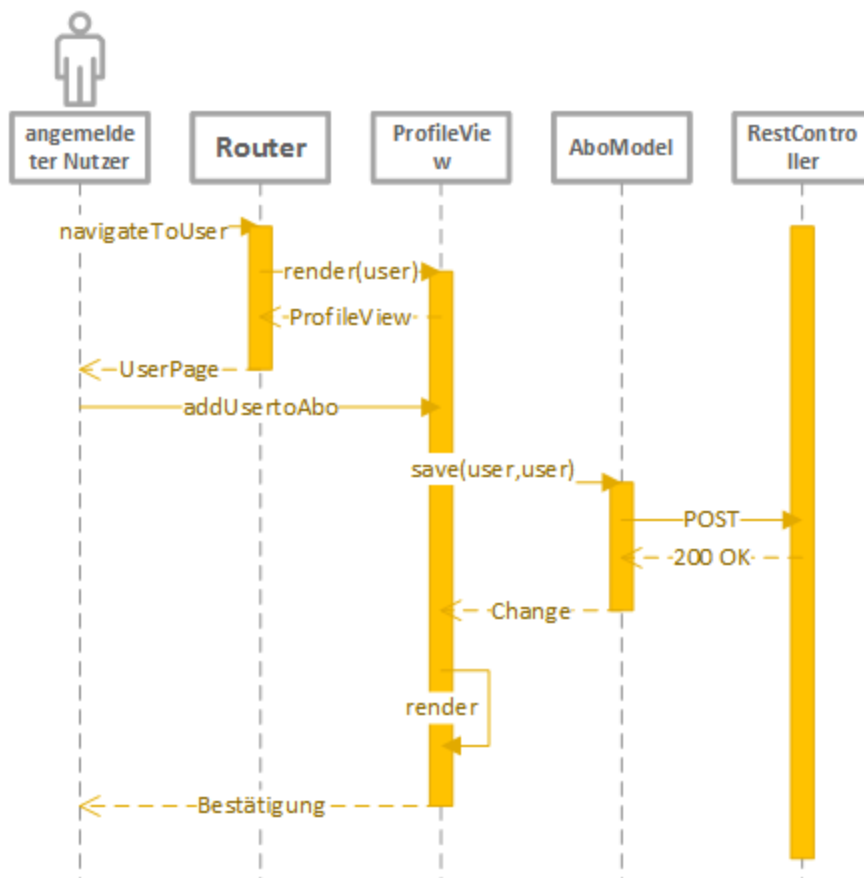 angemelde
ter Nutzer
Router
ProfileVie
w
AboModel
RestContro
ller
navigateToUser
render(user)
ProfileView
UserPage
addUsertoAbo
save(user,user)
POST
200 OK
Change
render
Bestätigung